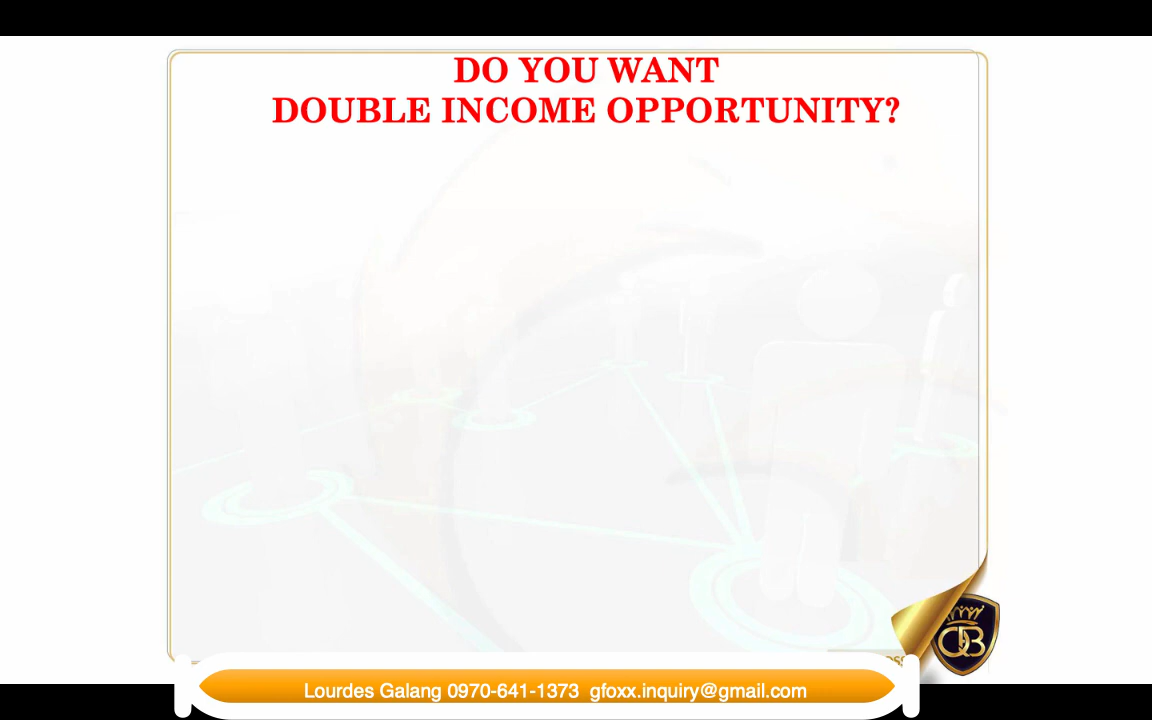 DO YOU WANT
DOUBLE INCOME OPPORTUNITY?
Lourdes Galang 0970-641-1373 gfoxx.inquiry@gmail.com